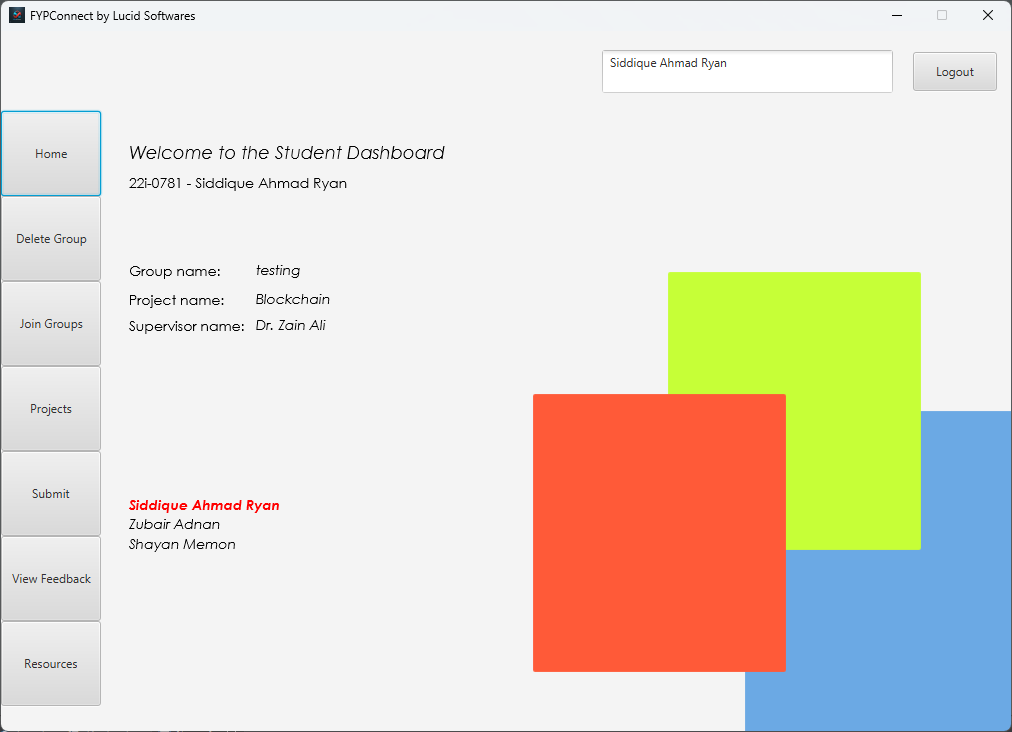 FYPConnect by Lucid Softwares
Siddique Ahmad Ryan
Logout
Home
Delete Group
Join Groups
Projects
Submit
View Feedback
Resources
Welcome to the Student Dashboard
22i-0781 - Siddique Ahmad Ryan
Group name: testing
Project name: Blockchain
Supervisor name: Dr. Zain Ali
Siddique Ahmad Ryan
Zubair Adnan
Shayan Memon